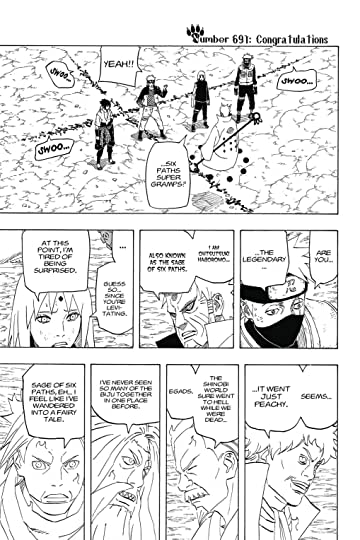 Number 691: Congratulations
YEAH!!
JWOO...
JWOO...
JWOO...
...SIX
PATHS
SUPER
GRAMPS?
ARE
YOU...
...THE
LEGENDARY
...
I AM
OHTSUTSUKI
HAGOROMO...
ALSO KNOWN
AS THE SAGE
OF SIX PATHS.
...
GUESS
SO...
SINCE
YOU'RE
LEVI-
TATING.
AT THIS
POINT, I'M
TIRED OF
BEING
SURPRISED.
SEEMS...
...IT WENT
JUST
PEACHY.
THE
SHINOBI
WORLD
SURE WENT
TO HELL
WHILE WE
WERE
DEAD...
EGADS.
I'VE NEVER SEEN
SO MANY OF THE
BIJU TOGETHER
IN ONE PLACE
BEFORE.
SAGE OF SIX
PATHS, EH... I
FEEL LIKE I'VE
WANDERED
INTO A FAIRY
TALE.